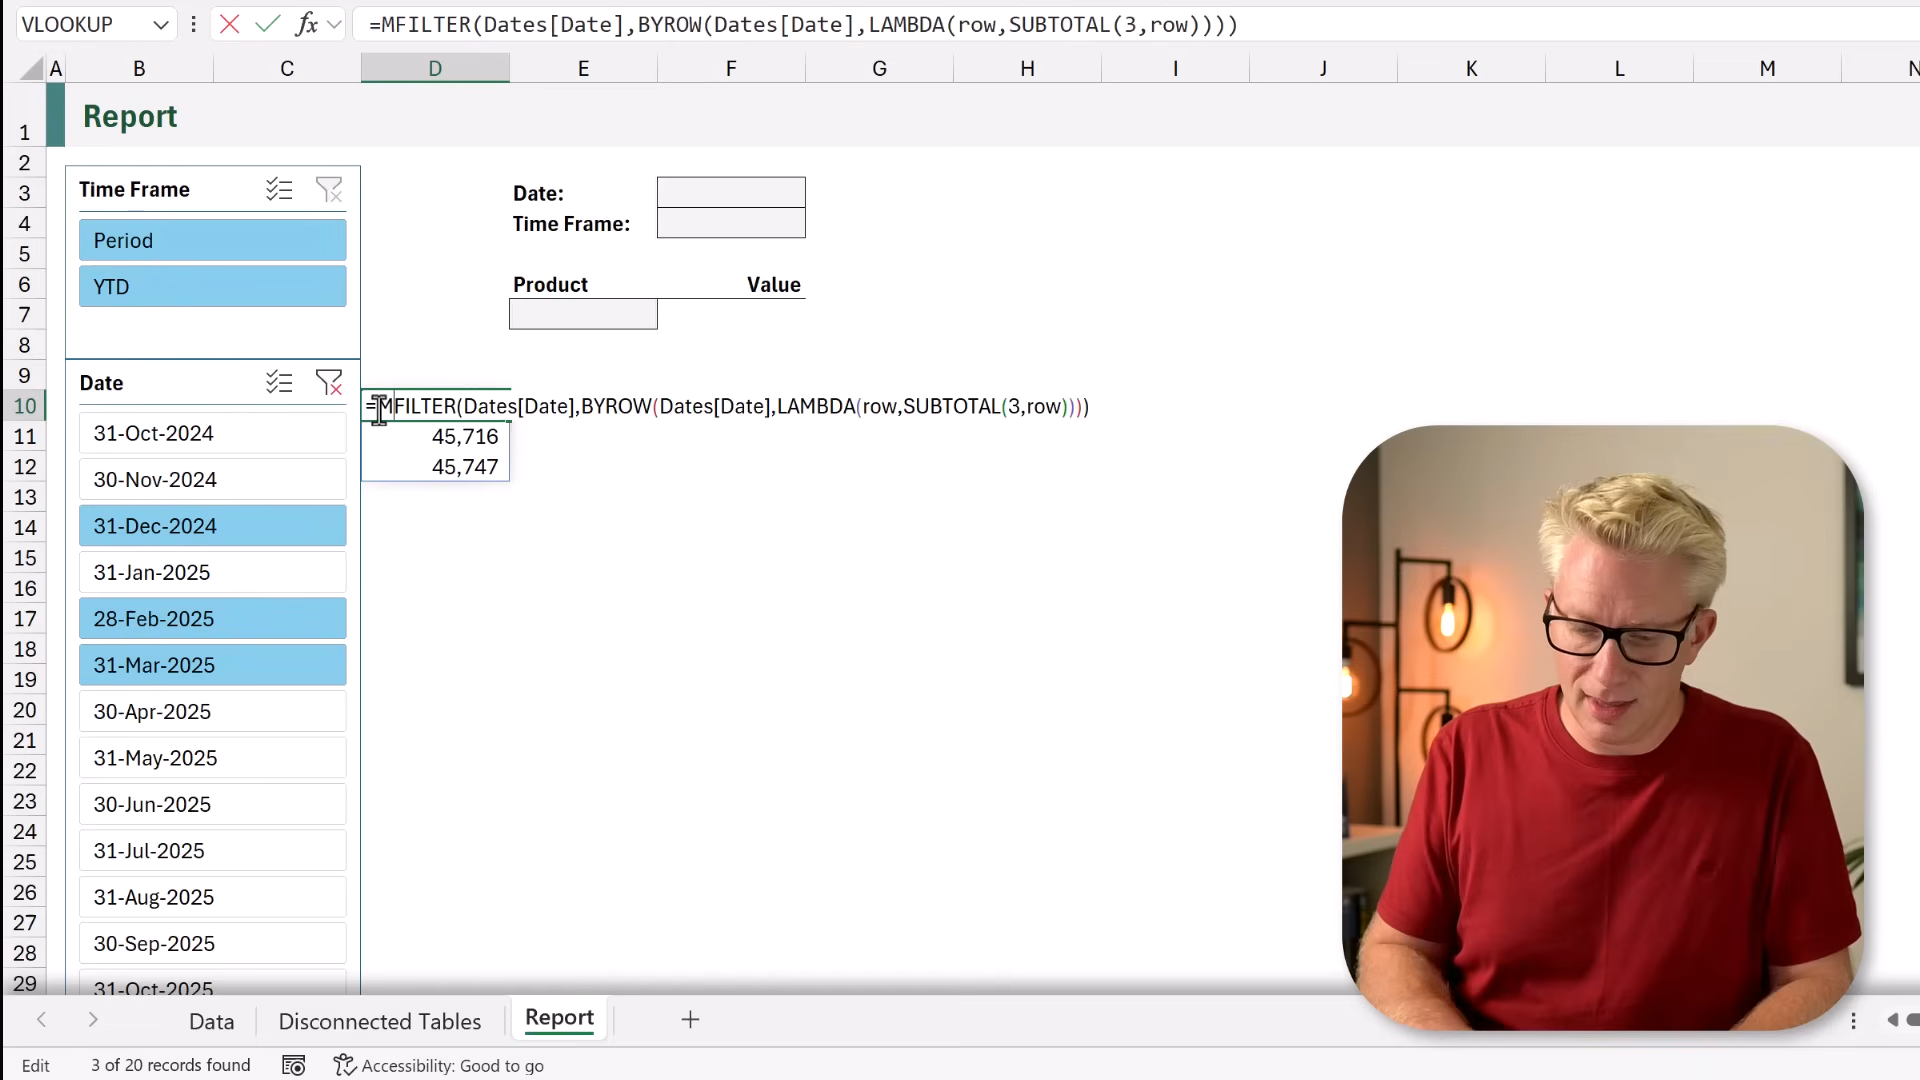 VLOOKUP
fx
=MFILTER(Dates[Date],BYROW(Dates[Date],LAMBDA(row,SUBTOTAL(3,row))))
A B C D E F G H I J K L M N
1 Report
2
Time Frame
3 Date:
4 Time Frame:
Period
5
6 Product Value
YTD
7
8
9
Date
10 =MFILTER(Dates[Date],BYROW(Dates[Date],LAMBDA(row,SUBTOTAL(3,row))))
31-Oct-2024
11 45,716
12 45,747
30-Nov-2024
13
14
31-Dec-2024
15
31-Jan-2025
16
17
28-Feb-2025
18
31-Mar-2025
19
20
30-Apr-2025
21
31-May-2025
22
23
30-Jun-2025
24
31-Jul-2025
25
26
31-Aug-2025
27
30-Sep-2025
28
29
31-Oct-2025
Data Disconnected Tables Report
Edit 3 of 20 records found Accessibility: Good to go